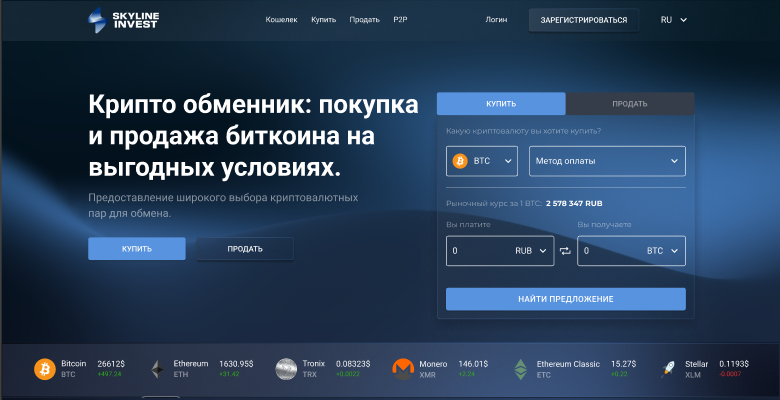 SKYLINE
INVEST
Кошелек Купить Продать P2P
Логин ЗАРЕГИСТРИРОВАТЬСЯ RU
Крипто обменник: покупка
и продажа биткоина на
выгодных условиях.
Предоставление широкого выбора криптовалютных
пар для обмена.
КУПИТЬ ПРОДАТЬ
КУПИТЬ ПРОДАТЬ
Какую криптовалюту вы хотите купить?
BTC Метод оплаты
Рыночный курс за 1 BTC: 2 578 347 RUB
Вы платите Вы получаете
0 RUB 0 BTC
НАЙТИ ПРЕДЛОЖЕНИЕ
Bitcoin 26612$ Ethereum 1630.95$ Tronix 0.08323$ Monero 146.01$ Ethereum Classic 15.27$ Stellar 0.1193$
BTC +497.24 ETH +31.42 TRX +0.0022 XMR +2.24 ETC +0.22 XLM -0.0007